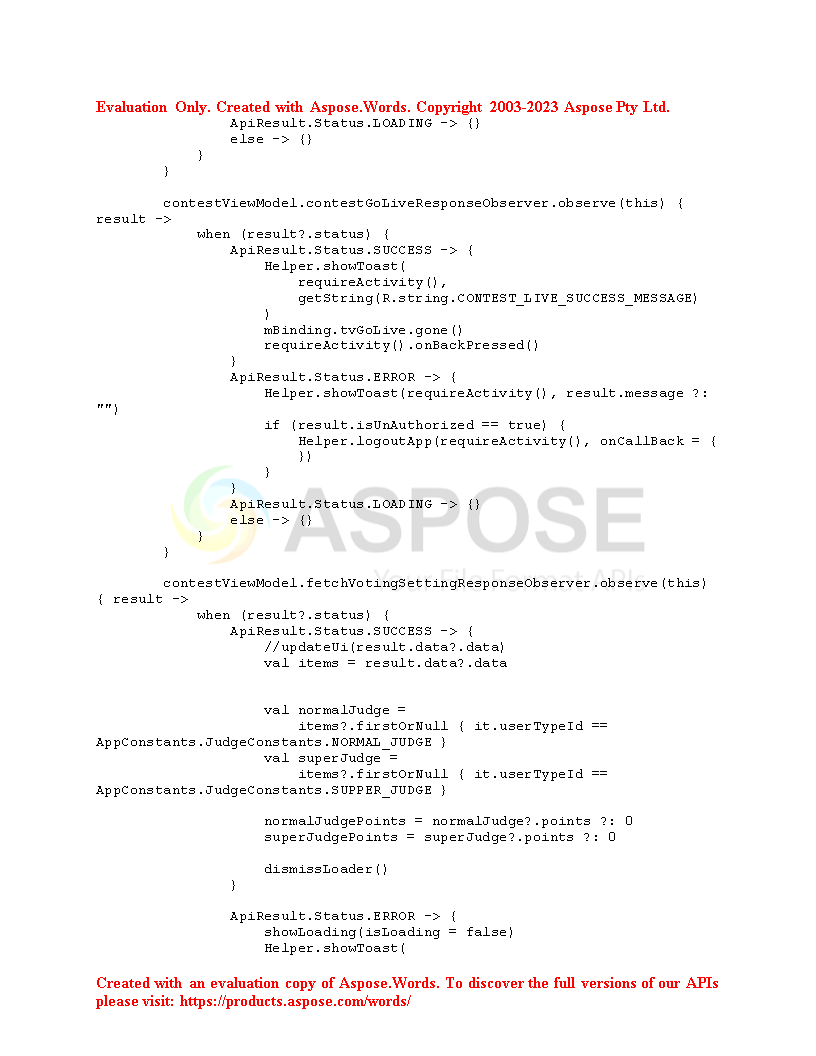 Evaluation Only. Created with Aspose.Words. Copyright 2003-2023 Aspose Pty Ltd.
                ApiResult.Status.LOADING -> {}
                else -> {}
            }
        }

        contestViewModel.contestGoLiveResponseObserver.observe(this) {
result ->
            when (result?.status) {
                ApiResult.Status.SUCCESS -> {
                    Helper.showToast(
                        requireActivity(),
                        getString(R.string.CONTEST_LIVE_SUCCESS_MESSAGE)
                    )
                    mBinding.tvGoLive.gone()
                    requireActivity().onBackPressed()
                }
                ApiResult.Status.ERROR -> {
                    Helper.showToast(requireActivity(), result.message ?:
"")
                    if (result.isUnAuthorized == true) {
                        Helper.logoutApp(requireActivity(), onCallBack = {
                        })
                    }
                }
                ApiResult.Status.LOADING -> {}
                else -> {}
            }
        }
ASPOSE
Your File Format APIs

        contestViewModel.fetchVotingSettingResponseObserver.observe(this)
{ result ->
            when (result?.status) {
                ApiResult.Status.SUCCESS -> {
                    //updateUi(result.data?.data)
                    val items = result.data?.data


                    val normalJudge =
                        items?.firstOrNull { it.userTypeId ==
AppConstants.JudgeConstants.NORMAL_JUDGE }
                    val superJudge =
                        items?.firstOrNull { it.userTypeId ==
AppConstants.JudgeConstants.SUPPER_JUDGE }

                    normalJudgePoints = normalJudge?.points ?: 0
                    superJudgePoints = superJudge?.points ?: 0

                    dismissLoader()
                }

                ApiResult.Status.ERROR -> {
                    showLoading(isLoading = false)
                    Helper.showToast(

Created with an evaluation copy of Aspose.Words. To discover the full versions of our APIs
please visit: https://products.aspose.com/words/